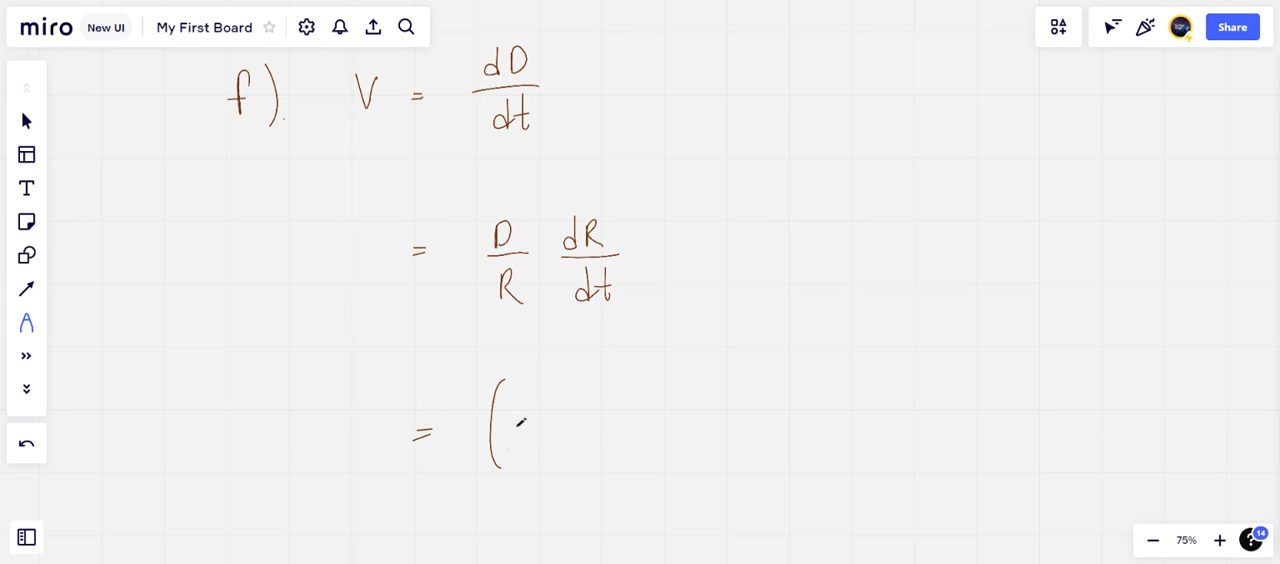 miro New UI My First Board Share
f). V = dD/dt
= D/R dR/dt
= (
14
75%